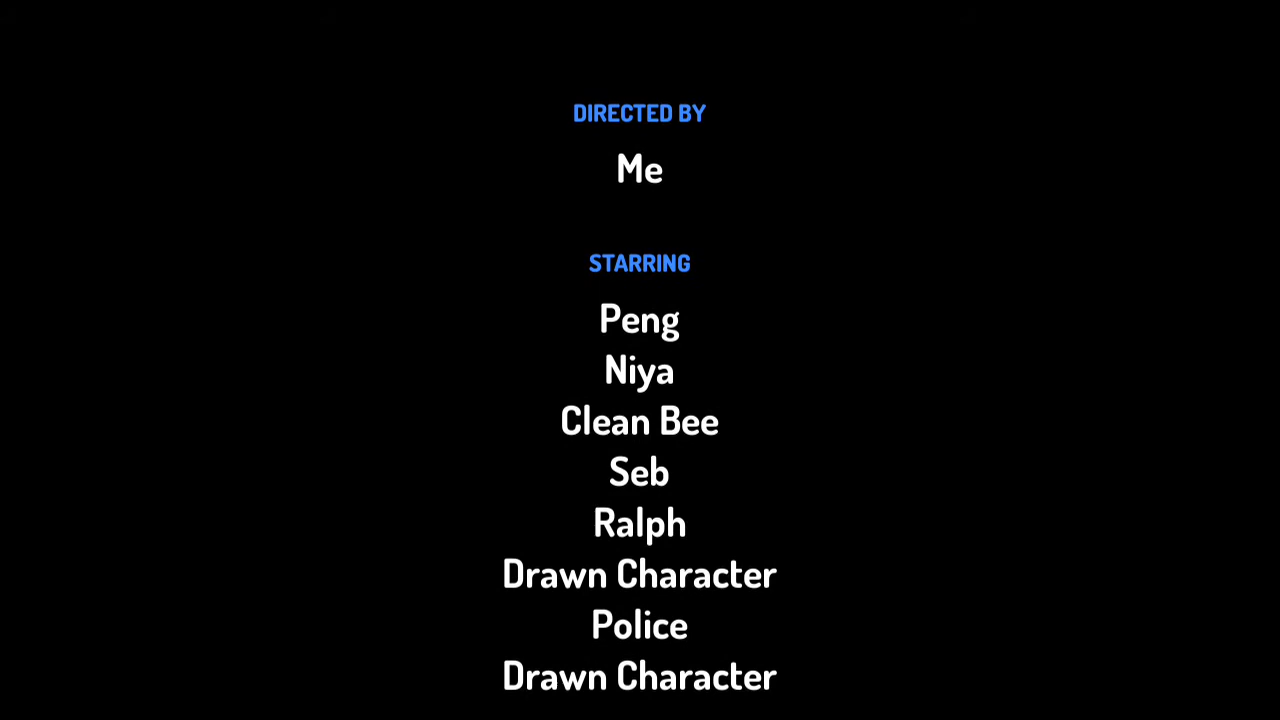 DIRECTED BY
Me
STARRING
Peng
Niya
Clean Bee
Seb
Ralph
Drawn Character
Police
Drawn Character